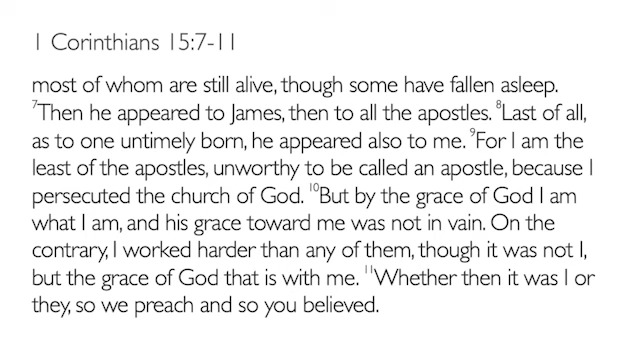 1 Corinthians 15:7-11
most of whom are still alive, though some have fallen asleep.
⁷Then he appeared to James, then to all the apostles. ⁸Last of all,
as to one untimely born, he appeared also to me. ⁹For I am the
least of the apostles, unworthy to be called an apostle, because I
persecuted the church of God. ¹⁰But by the grace of God I am
what I am, and his grace toward me was not in vain. On the
contrary, I worked harder than any of them, though it was not I,
but the grace of God that is with me. ¹¹Whether then it was I or
they, so we preach and so you believed.